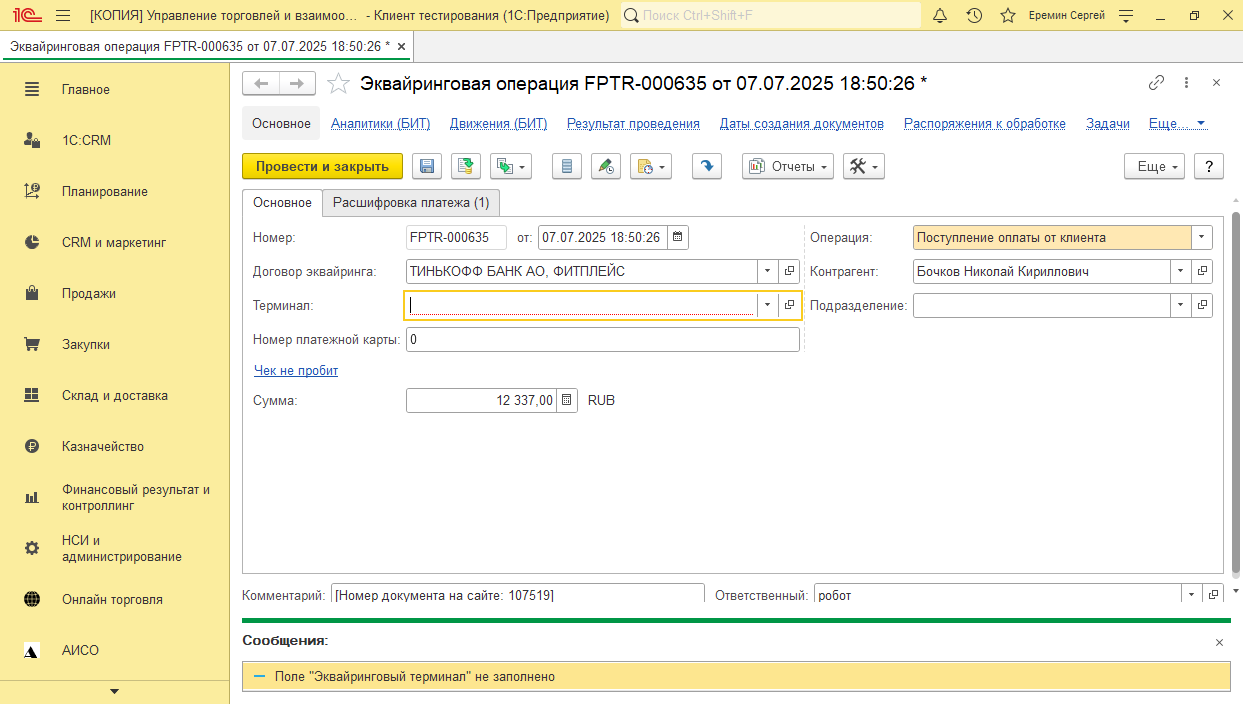 1С [КОПИЯ] Управление торговлей и взаимоо... - Клиент тестирования (1С:Предприятие) Поиск Ctrl+Shift+F Еремин Сергей
Эквайринговая операция FPTR-000635 от 07.07.2025 18:50:26 * ×
Главное
1С:CRM
Планирование
CRM и маркетинг
Продажи
Закупки
Склад и доставка
Казначейство
Финансовый результат и
контроллинг
НСИ и
администрирование
Онлайн торговля
АИСО
Эквайринговая операция FPTR-000635 от 07.07.2025 18:50:26 *
Основное Аналитики (БИТ) Движения (БИТ) Результат проведения Даты создания документов Распоряжения к обработке Задачи Еще...
Провести и закрыть Отчеты Еще ?
Основное Расшифровка платежа (1)
Номер: FPTR-000635 от: 07.07.2025 18:50:26 Операция: Поступление оплаты от клиента
Договор эквайринга: ТИНЬКОФФ БАНК АО, ФИТПЛЕЙС Контрагент: Бочков Николай Кириллович
Терминал: Подразделение:
Номер платежной карты: 0
Чек не пробит
Сумма: 12 337,00 RUB
Комментарий: [Номер документа на сайте: 107519] Ответственный: робот
Сообщения:
Поле "Эквайринговый терминал" не заполнено